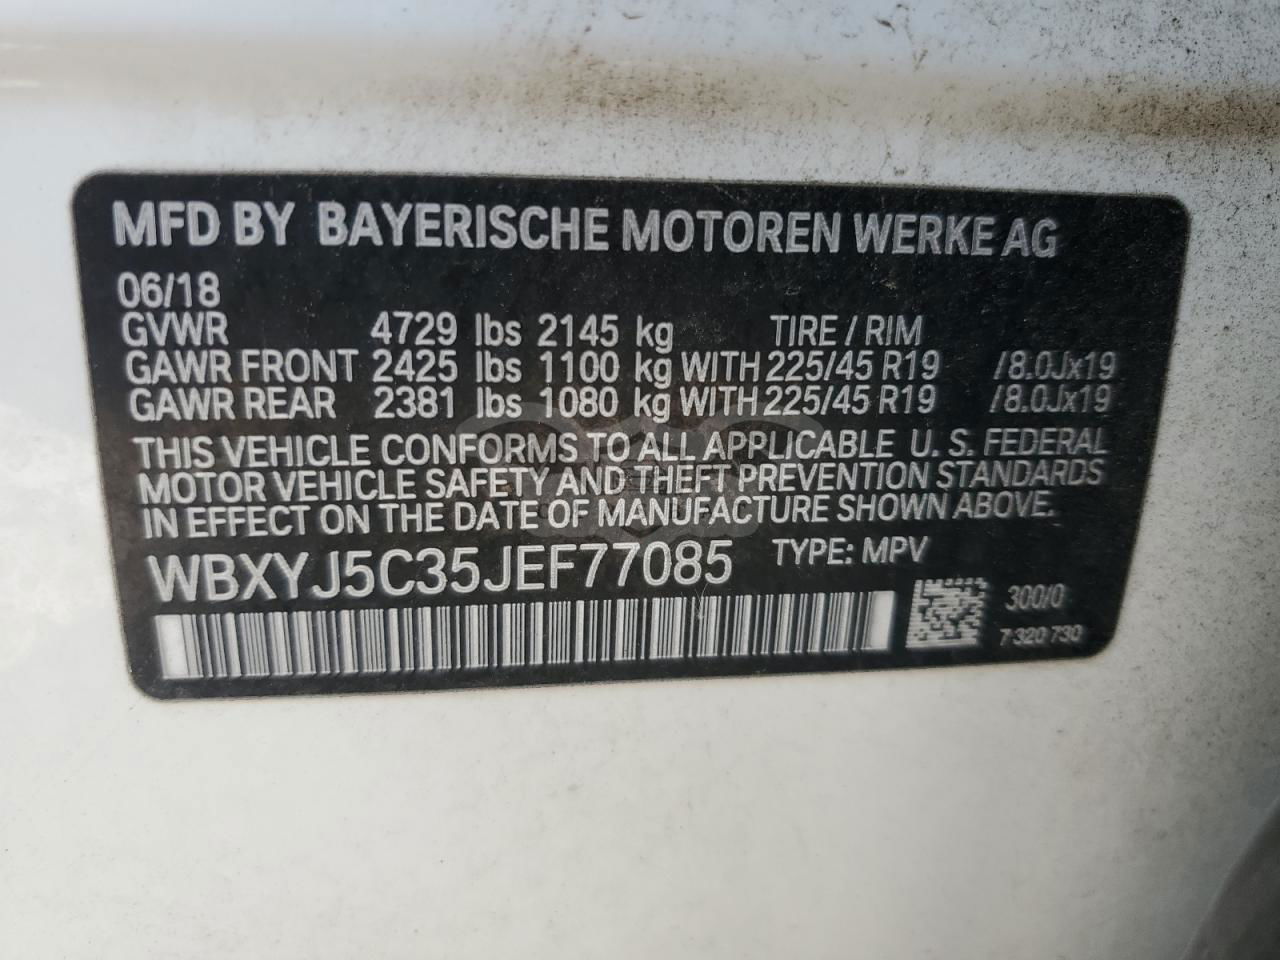 MFD BY BAYERISCHE MOTOREN WERKE AG
06/18
GVWR 4729 lbs 2145 kg TIRE / RIM
GAWR FRONT 2425 lbs 1100 kg WITH 225/45 R19 /8.0Jx19
GAWR REAR 2381 lbs 1080 kg WITH 225/45 R19 /8.0Jx19
THIS VEHICLE CONFORMS TO ALL APPLICABLE U. S. FEDERAL
MOTOR VEHICLE SAFETY AND THEFT PREVENTION STANDARDS
IN EFFECT ON THE DATE OF MANUFACTURE SHOWN ABOVE.
WBXYJ5C35JEF77085 TYPE: MPV
300/0
7 320 730